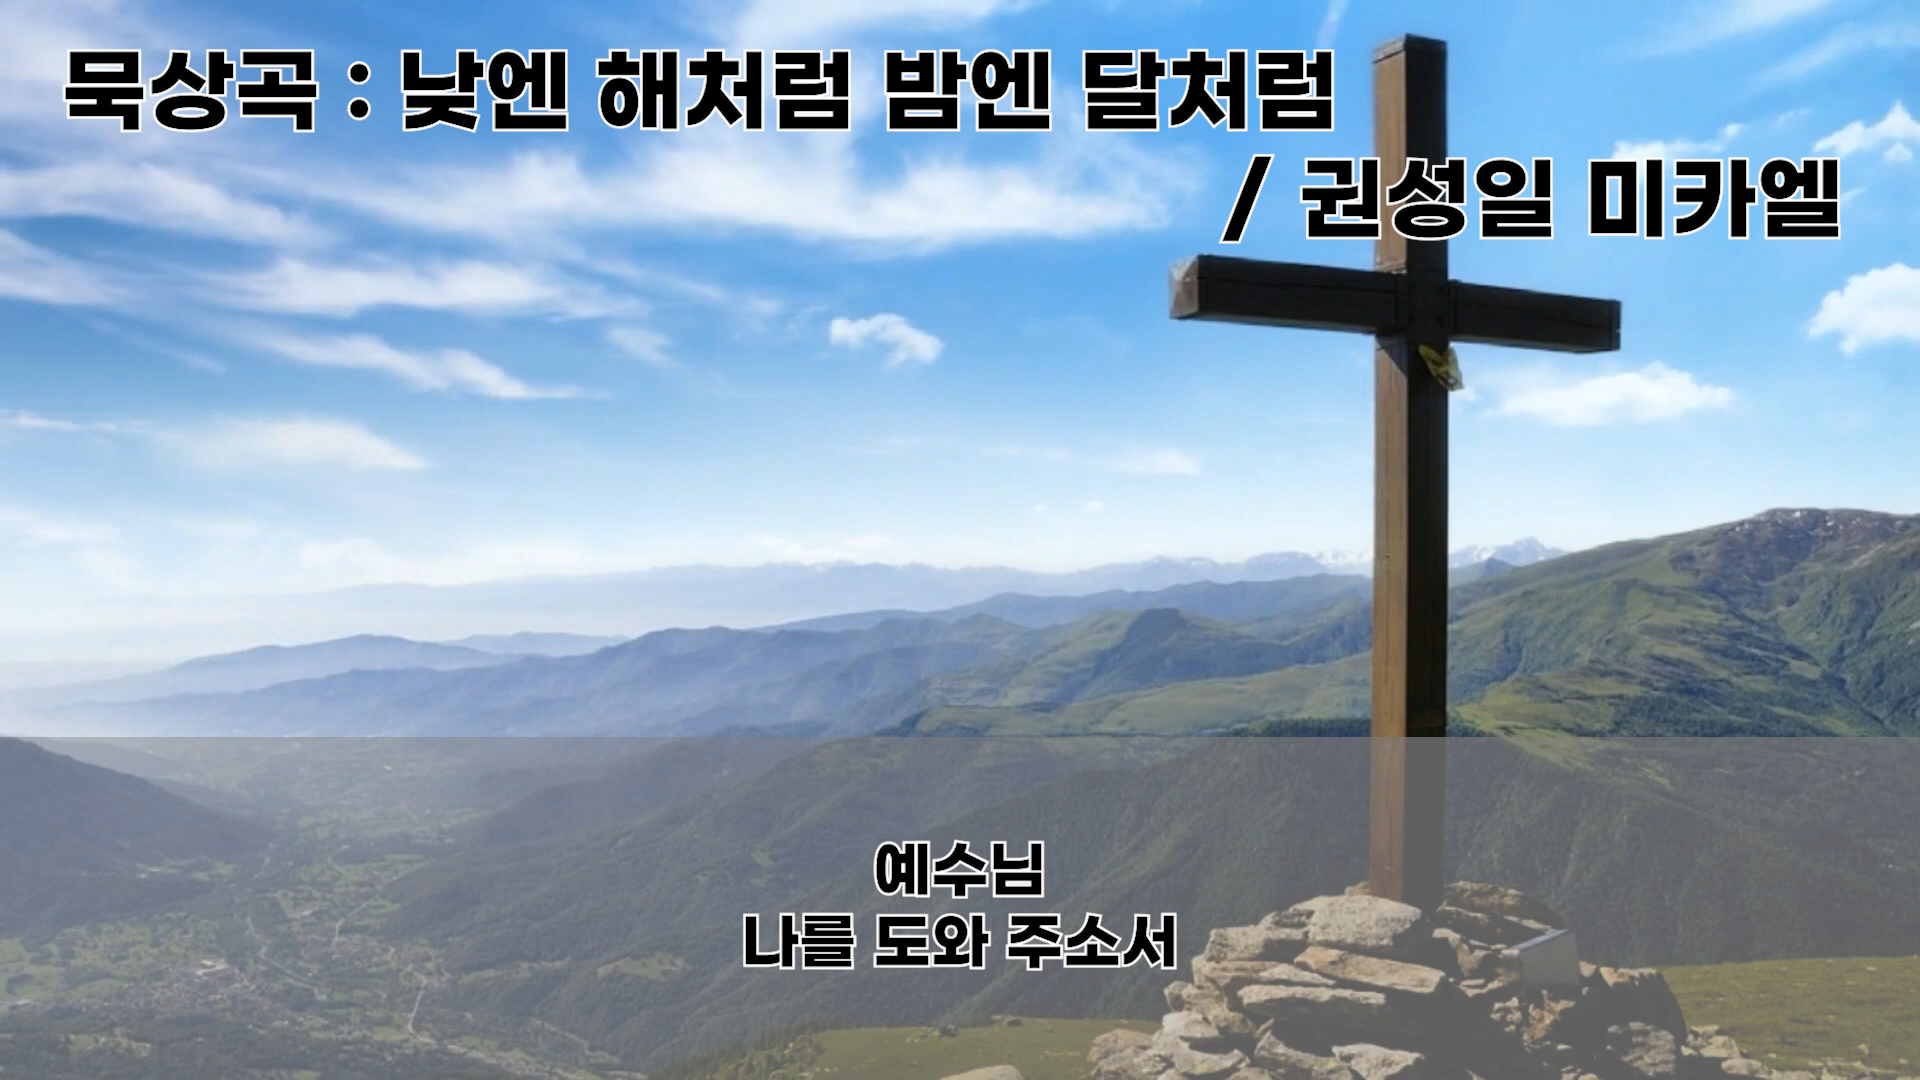 묵상곡 : 낮엔 해처럼 밤엔 달처럼
/ 권성일 미카엘
예수님
나를 도와 주소서